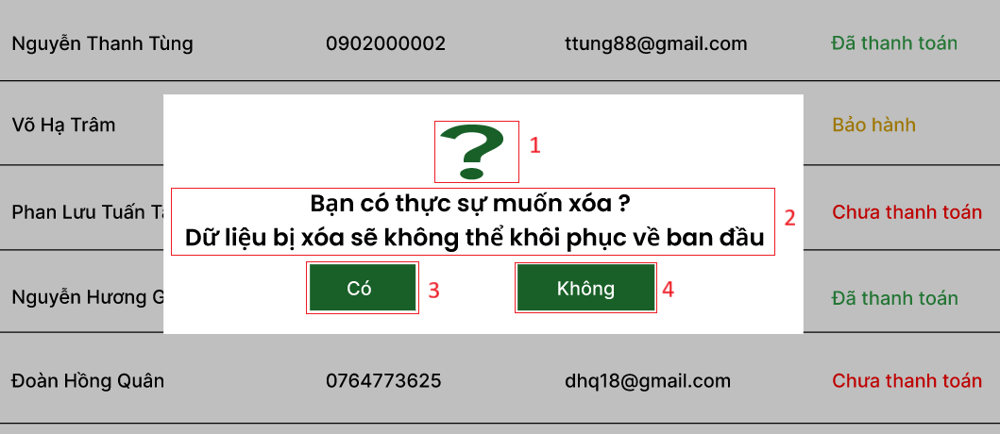 Nguyễn Thanh Tùng 0902000002 ttung88@gmail.com Đã thanh toán
Võ Hạ Trâm Bảo hành
? 1
Phan Lưu Tuấn Chưa thanh toán
Bạn có thực sự muốn xóa ?
Dữ liệu bị xóa sẽ không thể khôi phục về ban đầu
2
Có 3 Không 4
Nguyễn Hương G Đã thanh toán
Đoàn Hồng Quân 0764773625 dhq18@gmail.com Chưa thanh toán